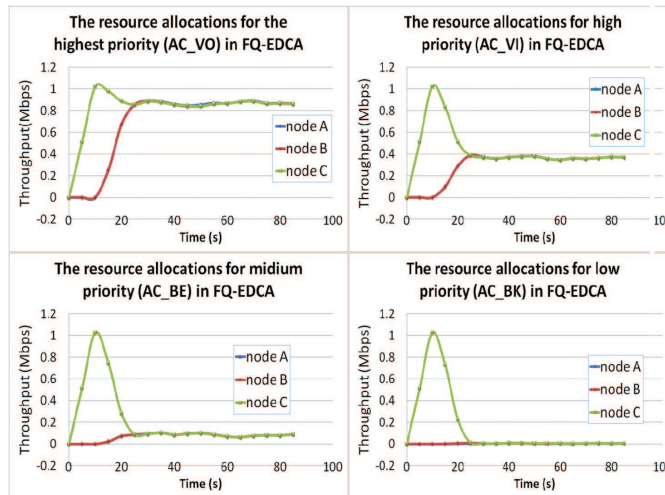 The resource allocations for the
highest priority (AC_VO) in FQ-EDCA
Throughput(Mbps)
1.2
1
0.8
0.6
0.4
0.2
0
-0.2
0
20
40
60
80
100
Time (s)
node A
node B
node C
The resource allocations for high
priority (AC_VI) in FQ-EDCA
Throughput (Mbps)
1.2
1
0.8
0.6
0.4
0.2
0
-0.2
0
20
40
60
80
Time (s)
node A
node B
node C
The resource allocations for midium
priority (AC_BE) in FQ-EDCA
Throughput (Mbps)
1.2
1
0.8
0.6
0.4
0.2
0
-0.2
0
20
40
60
80
100
Time (s)
node A
node B
node C
The resource allocations for low
priority (AC_BK) in FQ-EDCA
Throughput (Mbps)
1.2
1
0.8
0.6
0.4
0.2
0
-0.2
0
20
40
60
80
Time (s)
node A
node B
node C